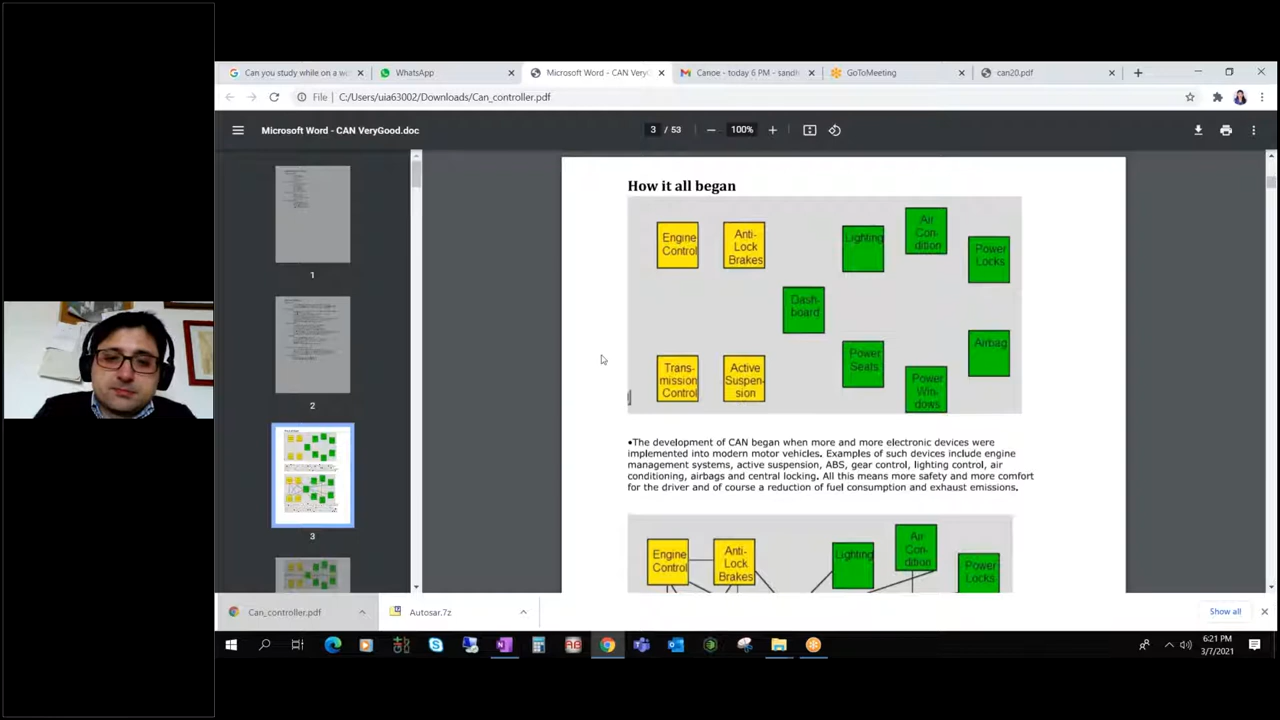 Can you study while on a w
WhatsApp
Microsoft Word - CAN VeryG
Canoe - today 6 PM - sandh
GoToMeeting
can20.pdf
File
C:/Users/uia63002/Downloads/Can_controller.pdf
Microsoft Word - CAN VeryGood.doc
3 / 53
100%
1
2
3
How it all began
Engine
Control
Anti-
Lock
Brakes
Lighting
Air
Con-
dition
Power
Locks
Dash-
board
Trans-
mission
Control
Active
Suspen-
sion
Power
Seats
Power
Win-
dows
Airbag
•The development of CAN began when more and more electronic devices were
implemented into modern motor vehicles. Examples of such devices include engine
management systems, active suspension, ABS, gear control, lighting control, air
conditioning, airbags and central locking. All this means more safety and more comfort
for the driver and of course a reduction of fuel consumption and exhaust emissions.
Engine
Control
Anti-
Lock
Brakes
Lighting
Air
Con-
dition
Power
Locks
Can_controller.pdf
Autosar.7z
Show all
6:21 PM
3/7/2021